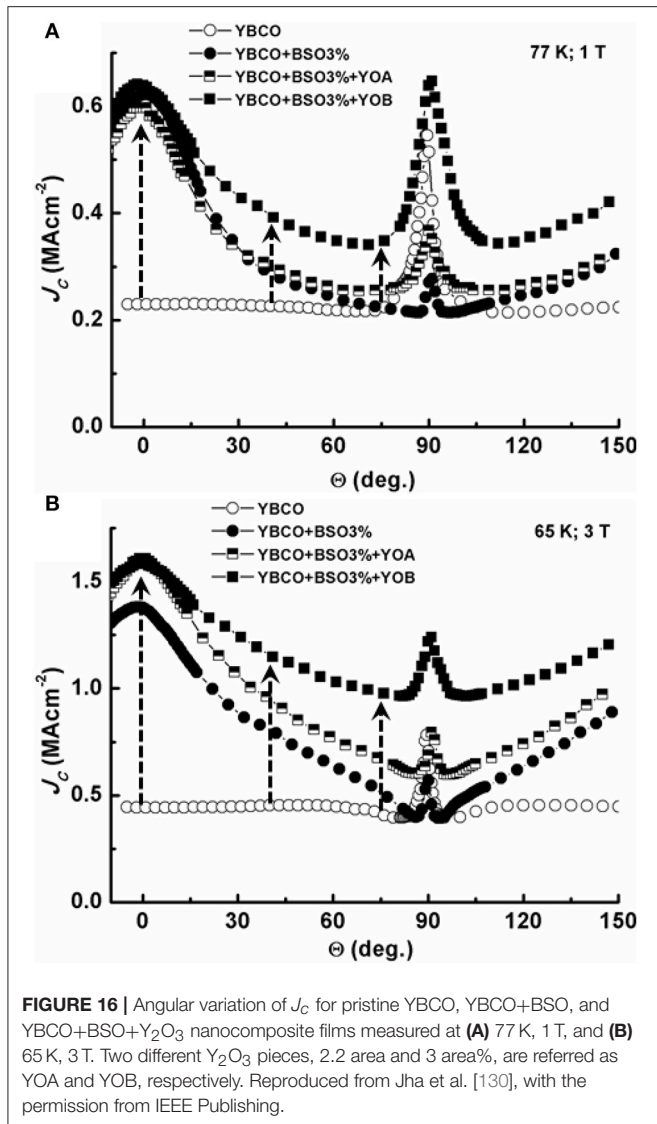 A
YBCO
YBCO+BSO3%
YBCO+BSO3%+YOA
YBCO+BSO3%+YOB
77 K; 1 T
0.6
0.4
0.2
0.0
Jc (MAcm-2)
0 30 60 90 120 150
Θ (deg.)
B
YBCO
YBCO+BSO3%
YBCO+BSO3%+YOA
YBCO+BSO3%+YOB
65 K; 3 T
1.5
1.0
0.5
0.0
Jc (MAcm-2)
0 30 60 90 120 150
Θ (deg.)
FIGURE 16 | Angular variation of Jc for pristine YBCO, YBCO+BSO, and
YBCO+BSO+Y2O3 nanocomposite films measured at (A) 77 K, 1 T, and (B)
65 K, 3 T. Two different Y2O3 pieces, 2.2 area and 3 area%, are referred as
YOA and YOB, respectively. Reproduced from Jha et al. [130], with the
permission from IEEE Publishing.